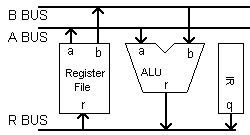 B BUS
A BUS
a b a b
Register
File
ALU
IR
r r q
R BUS